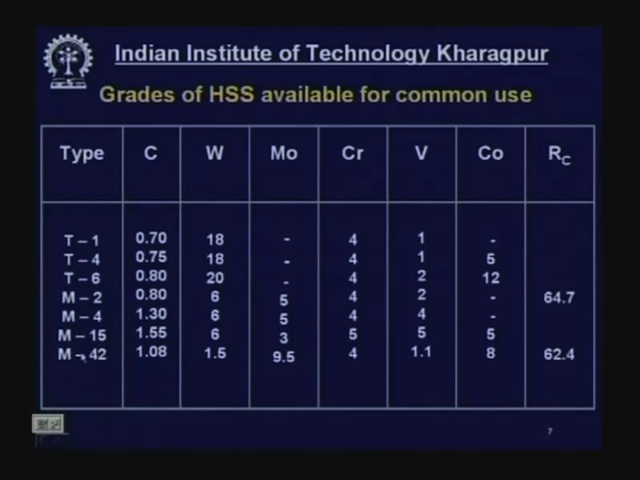 Indian Institute of Technology Kharagpur
Grades of HSS available for common use
Type C W Mo Cr V Co RC
T – 1 0.70 18 - 4 1 -
T – 4 0.75 18 - 4 1 5
T – 6 0.80 20 - 4 2 12
M – 2 0.80 6 5 4 2 - 64.7
M – 4 1.30 6 5 4 4 -
M – 15 1.55 6 3 5 5 5
M – 42 1.08 1.5 9.5 4 1.1 8 62.4
7